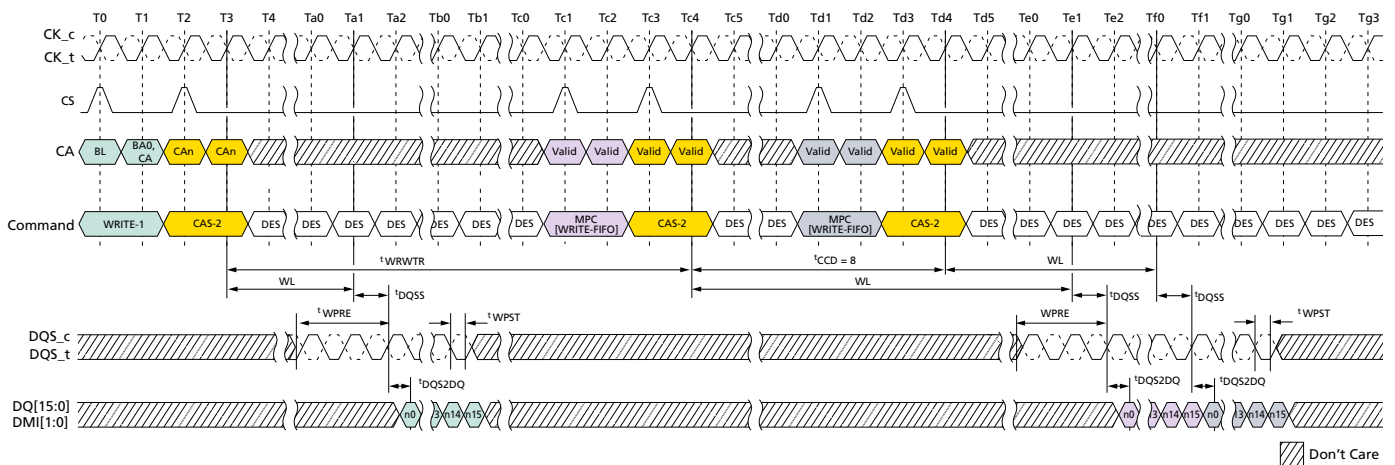 T0 T1 T2 T3 T4 Ta0 Ta1 Ta2 Tb0 Tb1 Tc0 Tc1 Tc2 Tc3 Tc4 Tc5 Td0 Td1 Td2 Td3 Td4 Td5 Te0 Te1 Te2 Tf0 Tf1 Tg0 Tg1 Tg2 Tg3
CK_c
CK_t
CS
CA BL BA0, CA CAn CAn Valid Valid Valid Valid Valid Valid Valid Valid
Command WRITE-1 CAS-2 DES DES DES DES DES DES DES MPC [WRITE-FIFO] CAS-2 DES DES MPC [WRITE-FIFO] CAS-2 DES DES DES DES DES DES DES DES DES DES
tWRWTR tCCD = 8 WL
WL WL
tDQSS tDQSS tDQSS
tWPRE tWPST WPRE tWPST
DQS_c
DQS_t
tDQS2DQ tDQS2DQ tDQS2DQ
DQ[15:0]
DMI[1:0]
n0 13 n14 n15 n0 13 n14 n15 n0 13 n14 n15
Don't Care